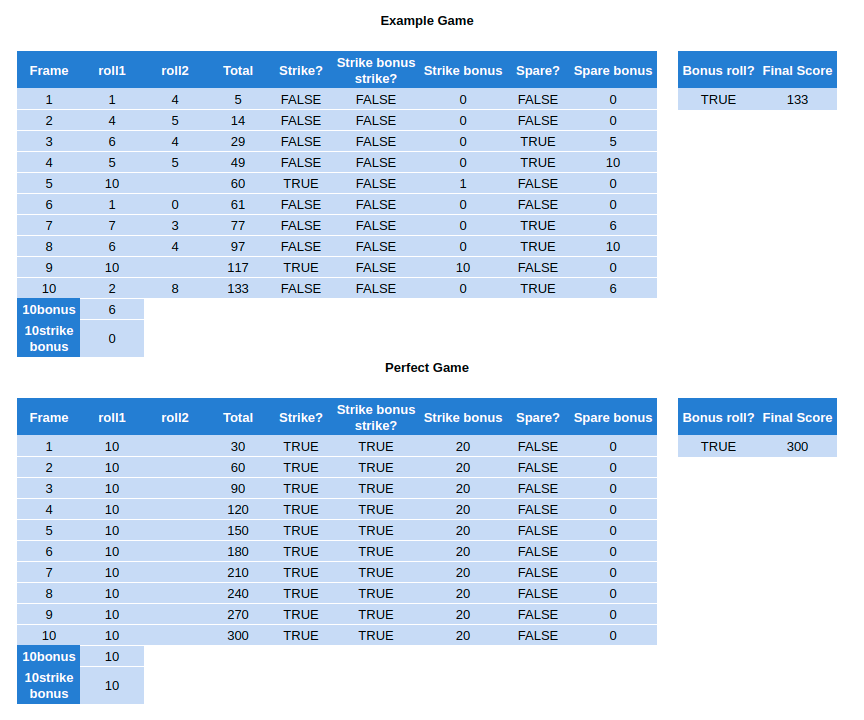 Example Game
Frame roll1 roll2 Total Strike? Strike bonus strike? Strike bonus Spare? Spare bonus Bonus roll? Final Score
1 1 4 5 FALSE FALSE 0 FALSE 0 TRUE 133
2 4 5 14 FALSE FALSE 0 FALSE 0
3 6 4 29 FALSE FALSE 0 TRUE 5
4 5 5 49 FALSE FALSE 0 TRUE 10
5 10 60 TRUE FALSE 1 FALSE 0
6 1 0 61 FALSE FALSE 0 FALSE 0
7 7 3 77 FALSE FALSE 0 TRUE 6
8 6 4 97 FALSE FALSE 0 TRUE 10
9 10 117 TRUE FALSE 10 FALSE 0
10 2 8 133 FALSE FALSE 0 TRUE 6
10bonus 6
10strike bonus 0
Perfect Game
Frame roll1 roll2 Total Strike? Strike bonus strike? Strike bonus Spare? Spare bonus Bonus roll? Final Score
1 10 30 TRUE TRUE 20 FALSE 0 TRUE 300
2 10 60 TRUE TRUE 20 FALSE 0
3 10 90 TRUE TRUE 20 FALSE 0
4 10 120 TRUE TRUE 20 FALSE 0
5 10 150 TRUE TRUE 20 FALSE 0
6 10 180 TRUE TRUE 20 FALSE 0
7 10 210 TRUE TRUE 20 FALSE 0
8 10 240 TRUE TRUE 20 FALSE 0
9 10 270 TRUE TRUE 20 FALSE 0
10 10 300 TRUE TRUE 20 FALSE 0
10bonus 10
10strike bonus 10